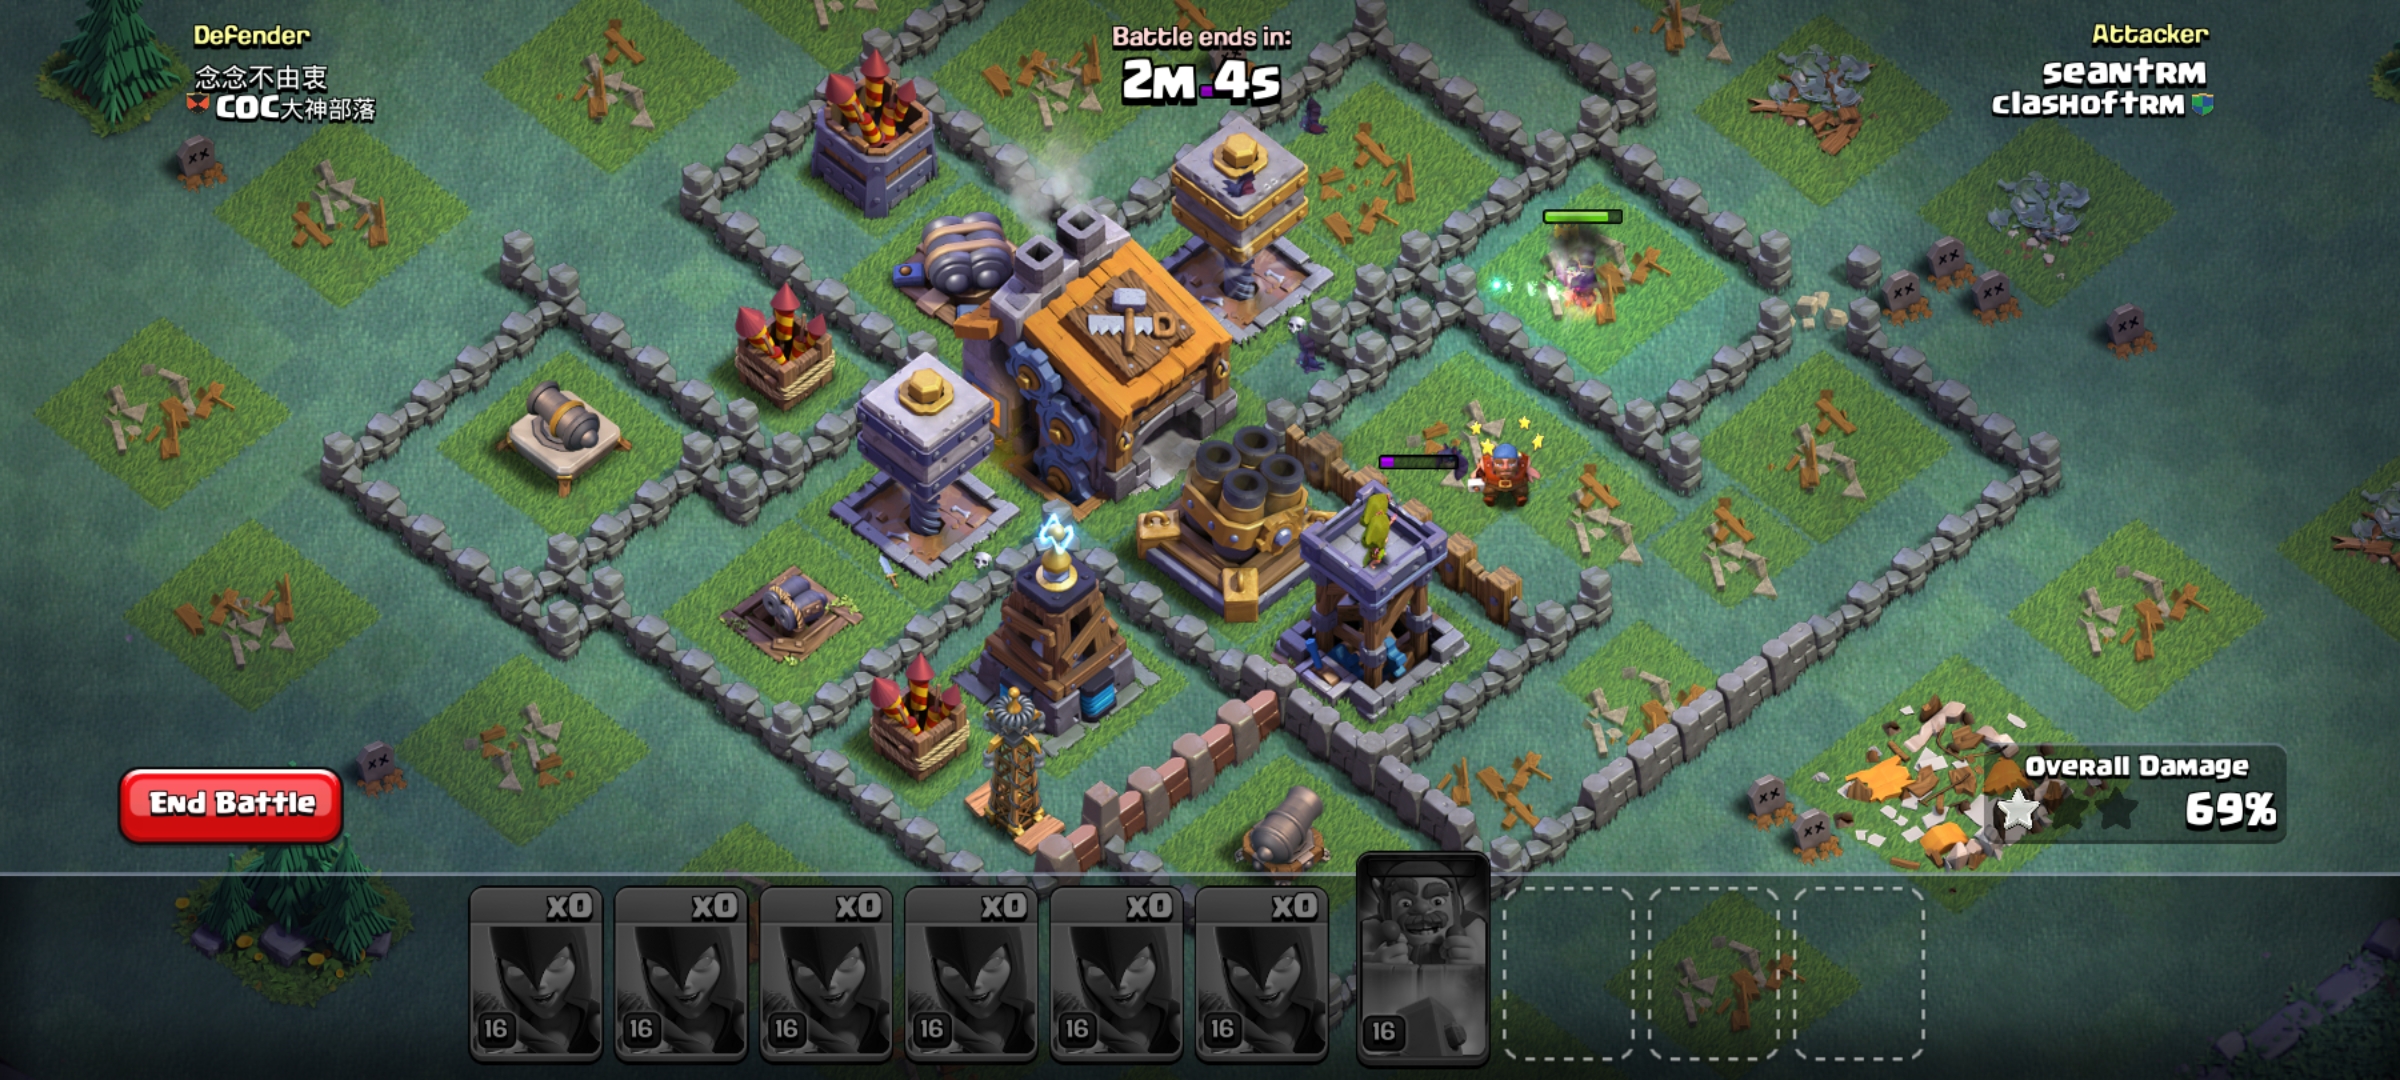 Defender
念念不由衷
COC大神部落
Battle ends in:
2M 4S
Attacker
seantRM
clashoftRM
End Battle
Overall Damage
69%
x0
x0
x0
x0
x0
x0
16
16
16
16
16
16
16